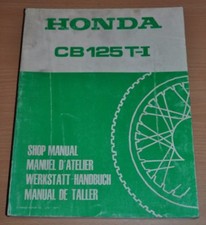 HONDA
CB125T-I
SHOP MANUAL
MANUEL D'ATELIER
WERKSTATT-HANDBUCH
MANUAL DE TALLER